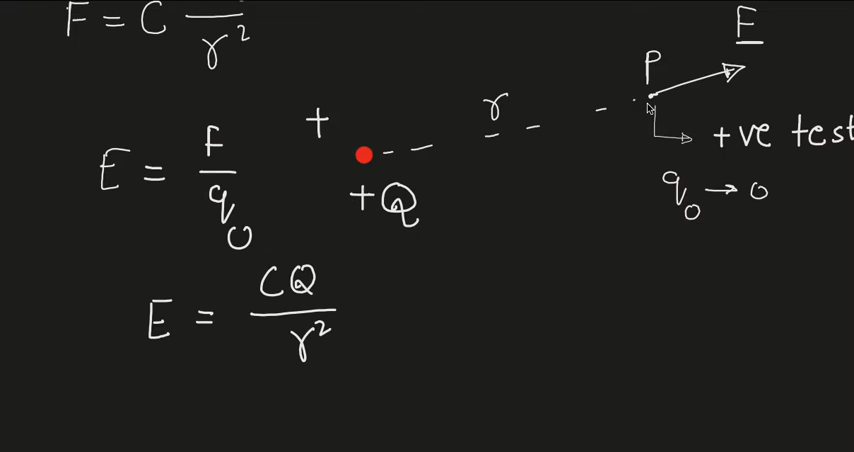 F = C / r²
E
P
r
+
+ve test
E = F / q₀
+Q
q₀ → 0
E = CQ / r²